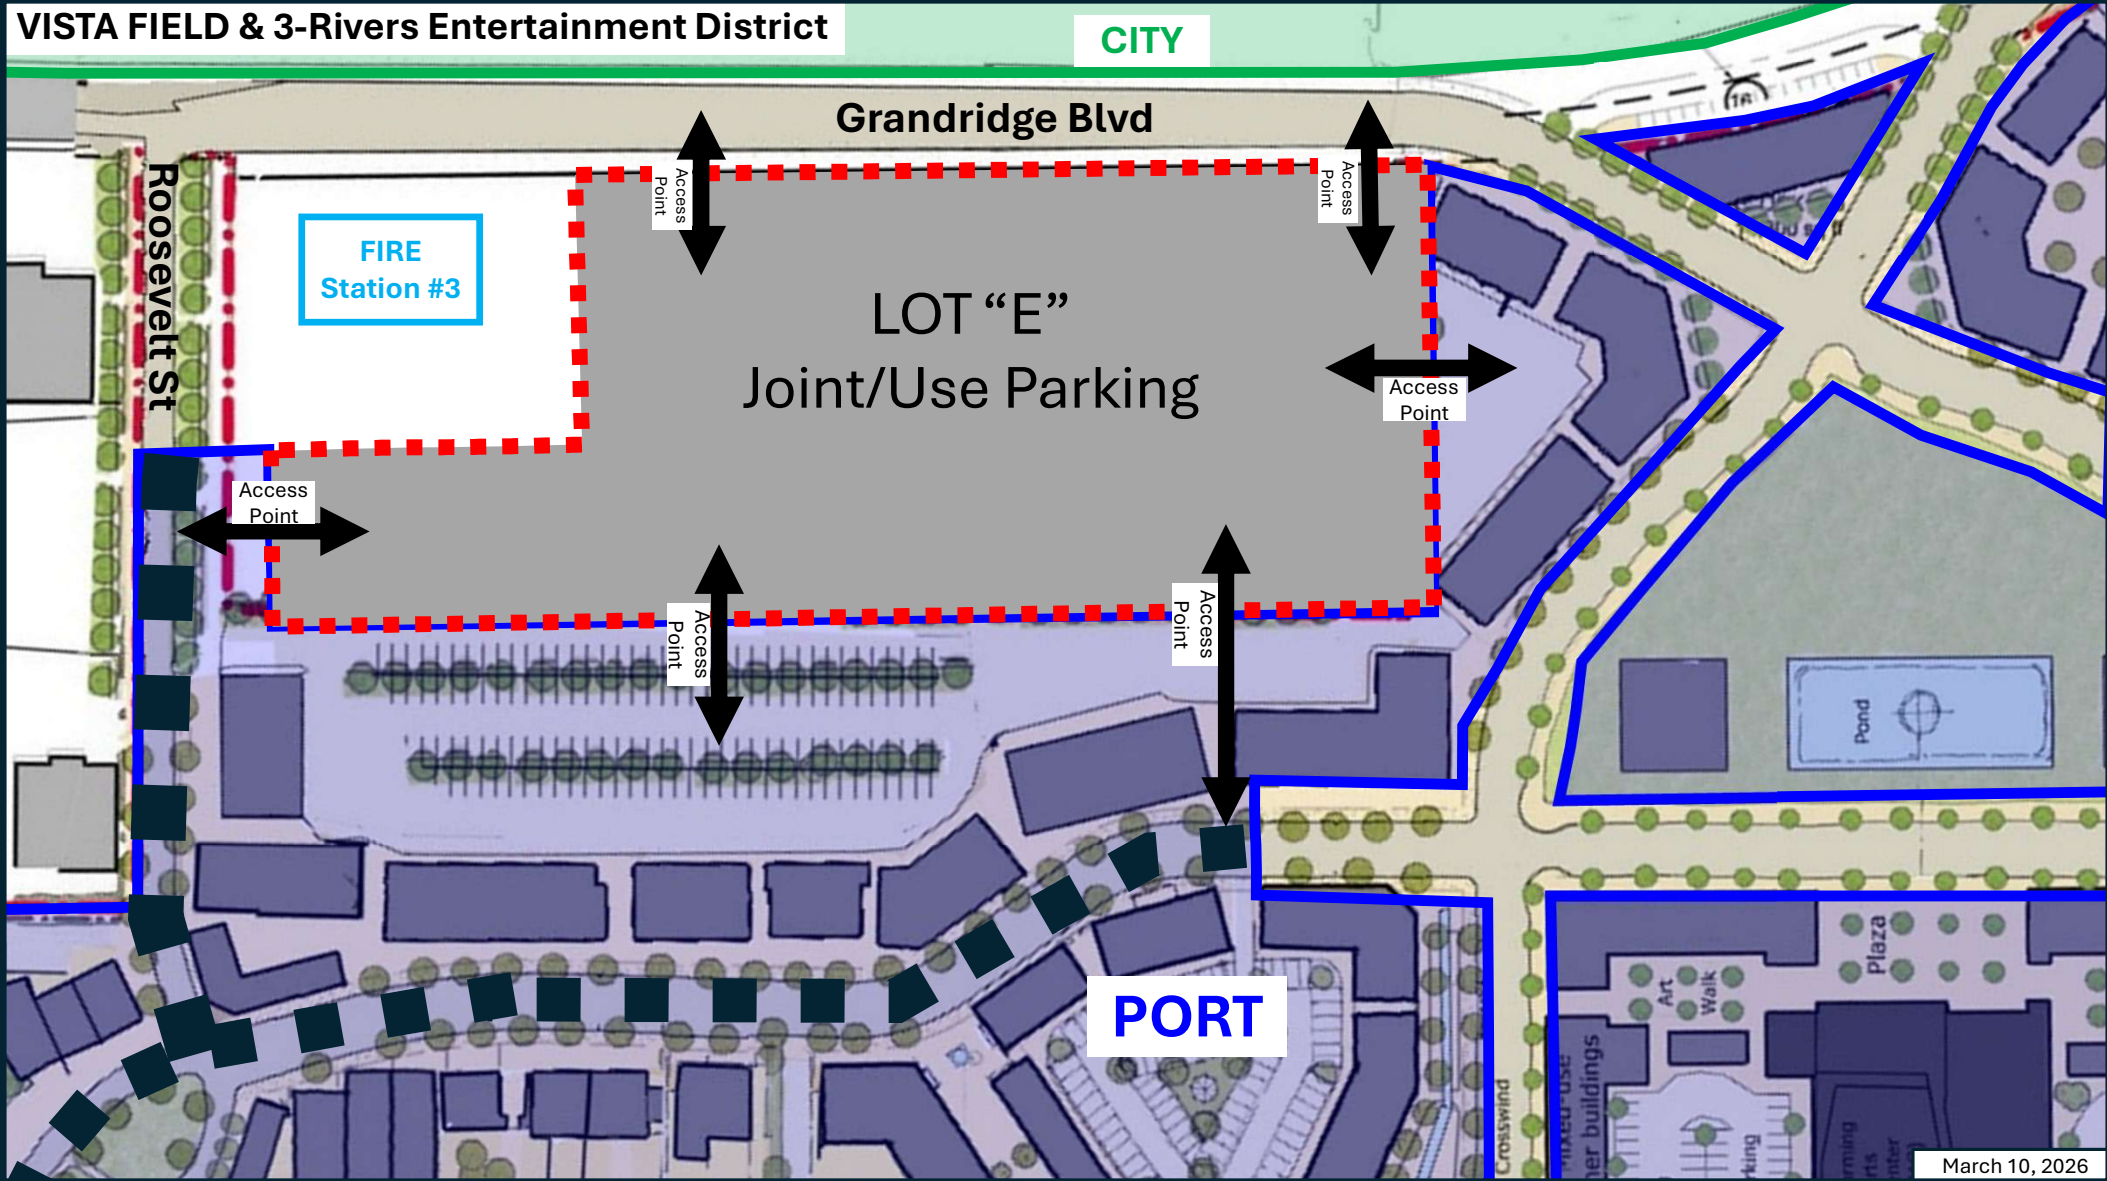 VISTA FIELD & 3-Rivers Entertainment District
CITY
Grandridge Blvd
16
Roosevelt St
FIRE
Station #3
Access
Point
Access
Point
LOT “E”
Joint/Use Parking
Access
Point
Access
Point
Access
Point
Access
Point
Pond
PORT
Plaza
Art
Walk
Crosswind
buildings
March 10, 2026